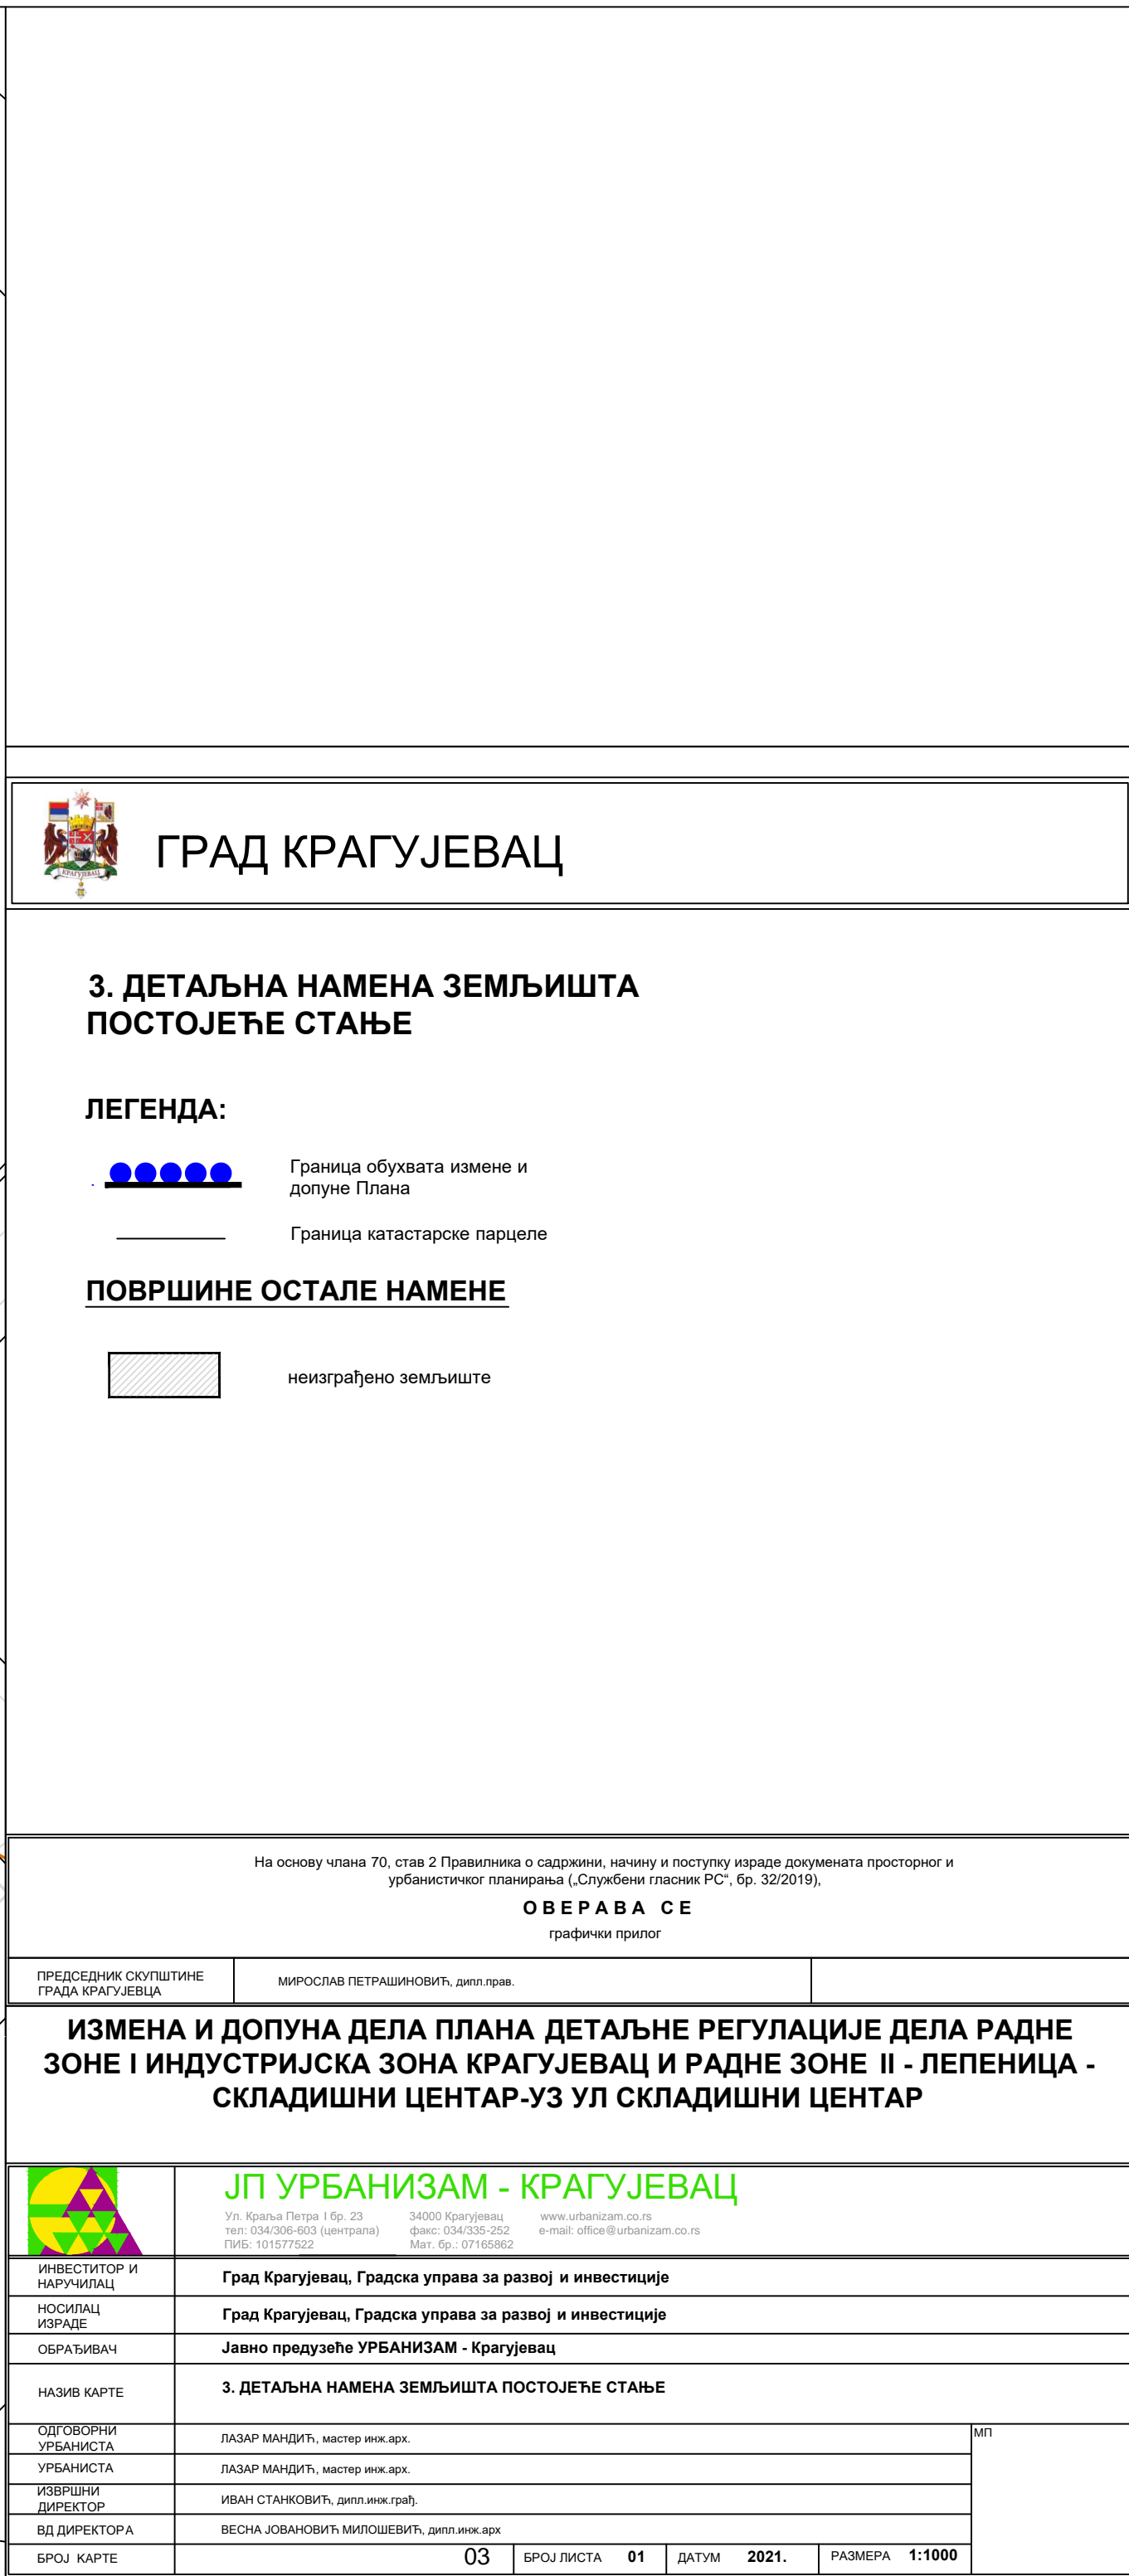 КРАГУЈЕВАЦ
ГРАД КРАГУЈЕВАЦ
3. ДЕТАЉНА НАМЕНА ЗЕМЉИШТА
ПОСТОЈЕЋЕ СТАЊЕ
ЛЕГЕНДА:
Граница обухвата измене и
допуне Плана
Граница катастарске парцеле
ПОВРШИНЕ ОСТАЛЕ НАМЕНЕ
неизграђено земљиште
На основу члана 70, став 2 Правилника о садржини, начину и поступку израде докумената просторног и
урбанистичког планирања („Службени гласник РС“, бр. 32/2019),
О В Е Р А В А  С Е
графички прилог
ПРЕДСЕДНИК СКУПШТИНЕ
ГРАДА КРАГУЈЕВЦА
МИРОСЛАВ ПЕТРАШИНОВИЋ, дипл.прав.
ИЗМЕНА И ДОПУНА ДЕЛА ПЛАНА ДЕТАЉНЕ РЕГУЛАЦИЈЕ ДЕЛА РАДНЕ
ЗОНЕ I ИНДУСТРИЈСКА ЗОНА КРАГУЈЕВАЦ И РАДНЕ ЗОНЕ II - ЛЕПЕНИЦА -
СКЛАДИШНИ ЦЕНТАР-УЗ УЛ СКЛАДИШНИ ЦЕНТАР
ЈП УРБАНИЗАМ - КРАГУЈЕВАЦ
Ул. Краља Петра I бр. 23 34000 Крагујевац www.urbanizam.co.rs
тел: 034/306-603 (централа) факс: 034/335-252 e-mail: office@urbanizam.co.rs
ПИБ: 101577522 Мат. бр.: 07165862
ИНВЕСТИТОР И
НАРУЧИЛАЦ
Град Крагујевац, Градска управа за развој и инвестиције
НОСИЛАЦ
ИЗРАДЕ
Град Крагујевац, Градска управа за развој и инвестиције
ОБРАЂИВАЧ Јавно предузеће УРБАНИЗАМ - Крагујевац
НАЗИВ КАРТЕ 3. ДЕТАЉНА НАМЕНА ЗЕМЉИШТА ПОСТОЈЕЋЕ СТАЊЕ
ОДГОВОРНИ
УРБАНИСТА
ЛАЗАР МАНДИЋ, мастер инж.арх.
МП
УРБАНИСТА ЛАЗАР МАНДИЋ, мастер инж.арх.
ИЗВРШНИ
ДИРЕКТОР
ИВАН СТАНКОВИЋ, дипл.инж.грађ.
ВД ДИРЕКТОРА ВЕСНА ЈОВАНОВИЋ МИЛОШЕВИЋ, дипл.инж.арх
БРОЈ КАРТЕ 03 БРОЈ ЛИСТА 01 ДАТУМ 2021. РАЗМЕРА 1:1000